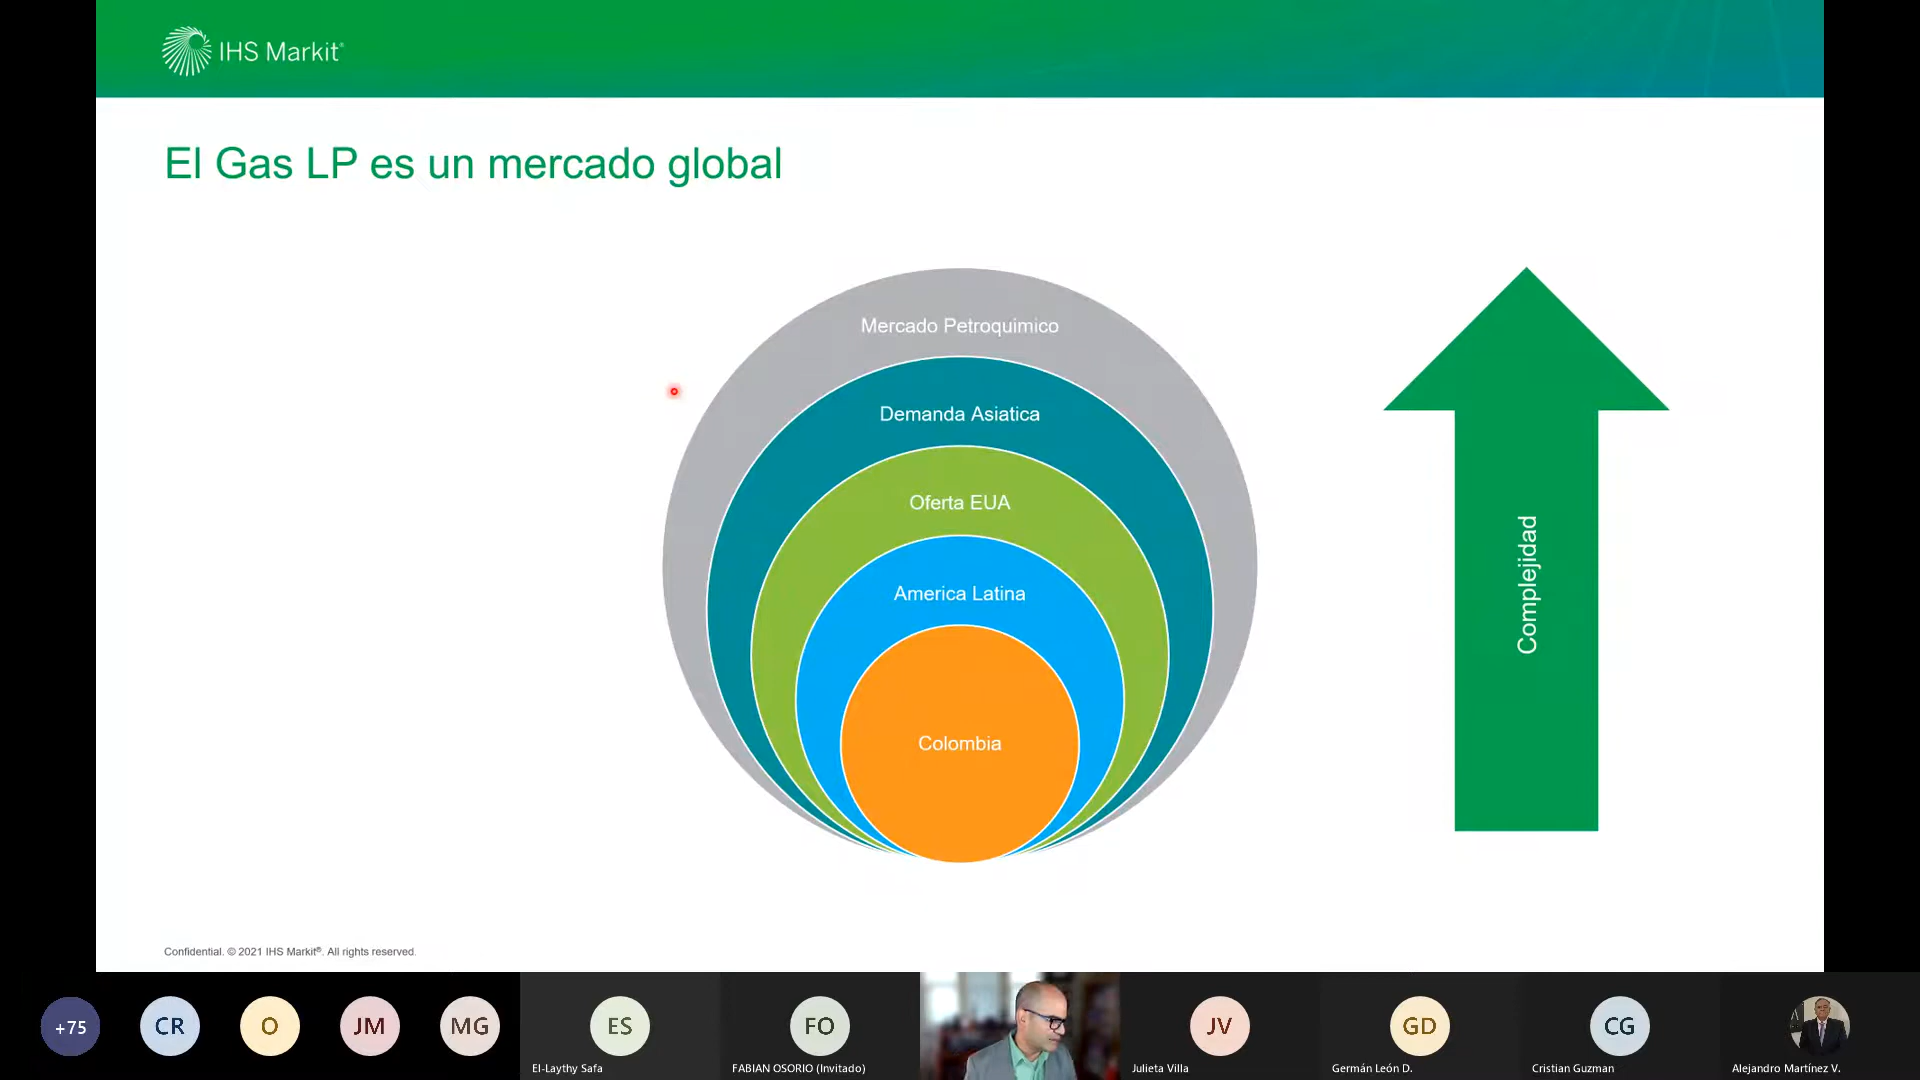 IHS Markit®
El Gas LP es un mercado global
Mercado Petroquimico
Demanda Asiatica
Oferta EUA
America Latina
Colombia
Complejidad
Confidential. © 2021 IHS Markit®. All rights reserved.
+75
CR
O
JM
MG
ES
FO
JV
GD
CG
El-Laythy Safa
FABIAN OSORIO (Invitado)
Julieta Villa
Germán León D.
Cristian Guzman
Alejandro Martínez V.